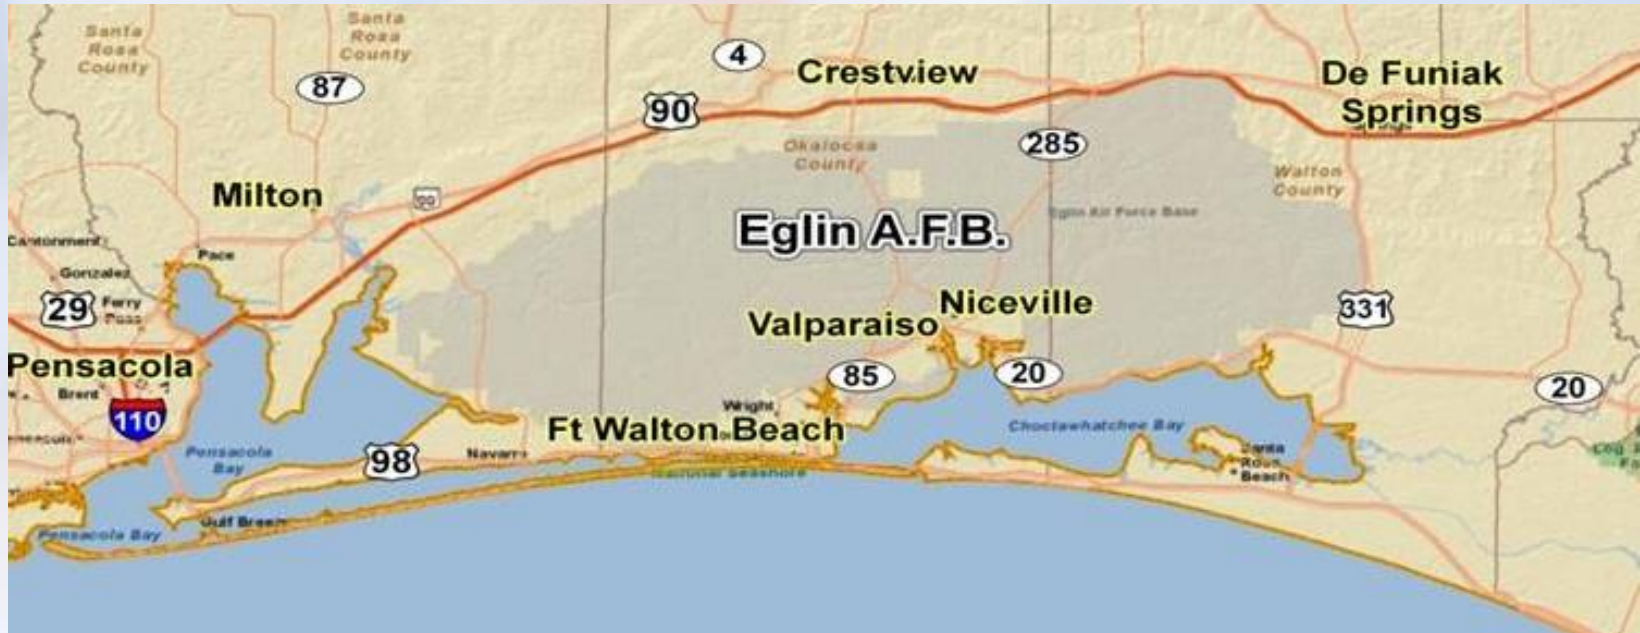 Santa
Rosa
County
Santa
Rosa
County
4
87
Crestview
De Funiak
Springs
90
285
Okaloosa
County
Walton
County
Milton
90
Eglin Air Force Base
Eglin A.F.B.
Cantonment
Pace
Gonzalez
29
Ferry
Pass
Niceville
331
Valparaiso
Pensacola
85
20
20
Brent
110
Wright
Ft Walton Beach
Choctawhatchee Bay
Pensacola
Bay
98
Navarre
Santa
Rosa
Beach
National Seashore
Gulf Breeze
Pensacola Bay